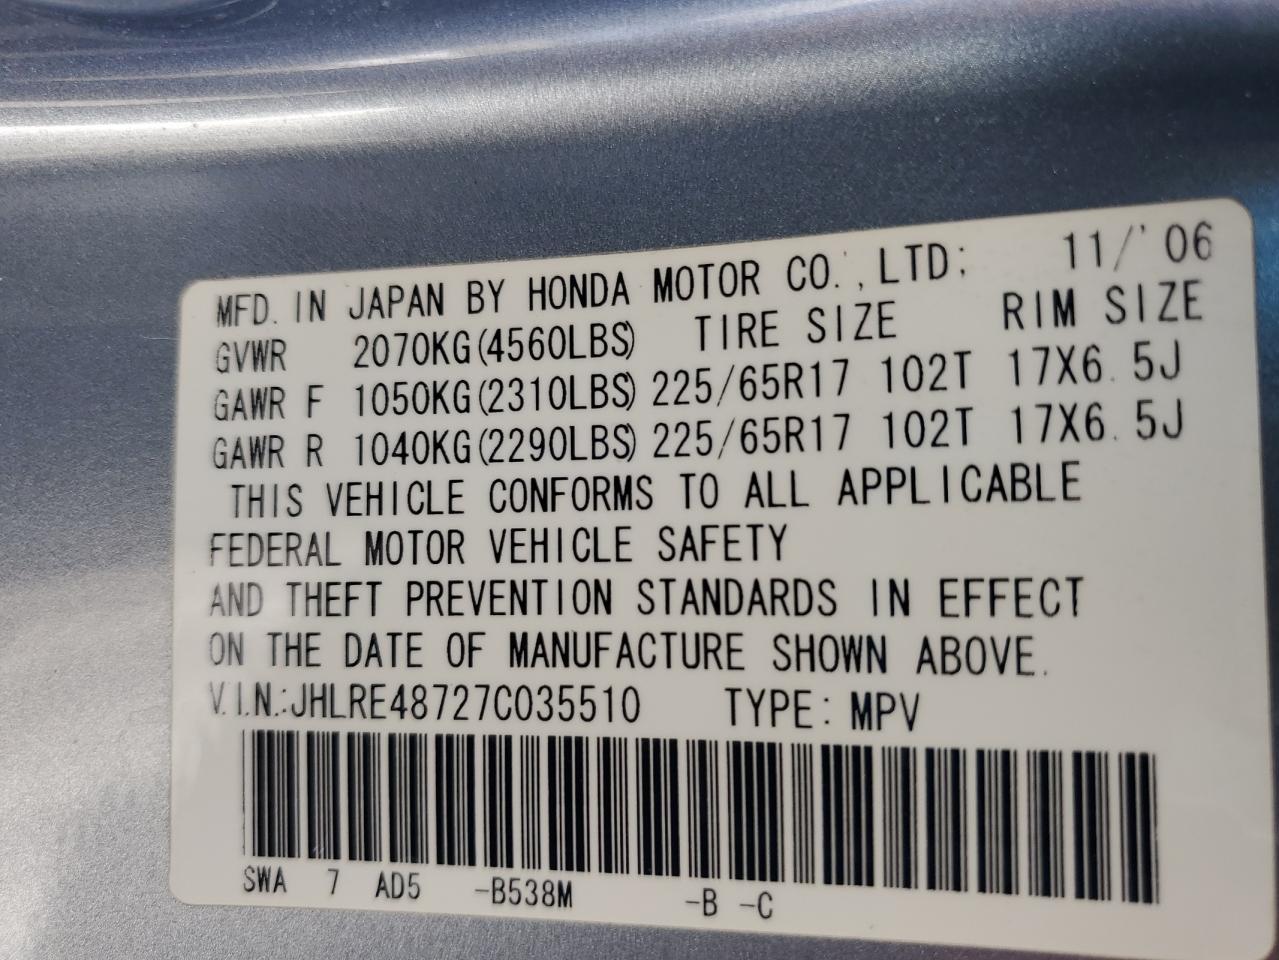 MFD. IN JAPAN BY HONDA MOTOR CO., LTD; 11/'06
GVWR 2070KG(4560LBS) TIRE SIZE RIM SIZE
GAWR F 1050KG(2310LBS) 225/65R17 102T 17X6.5J
GAWR R 1040KG(2290LBS) 225/65R17 102T 17X6.5J
THIS VEHICLE CONFORMS TO ALL APPLICABLE
FEDERAL MOTOR VEHICLE SAFETY
AND THEFT PREVENTION STANDARDS IN EFFECT
ON THE DATE OF MANUFACTURE SHOWN ABOVE.
V.I.N.:JHLRE48727C035510 TYPE: MPV
SWA 7 AD5 -B538M -B -C